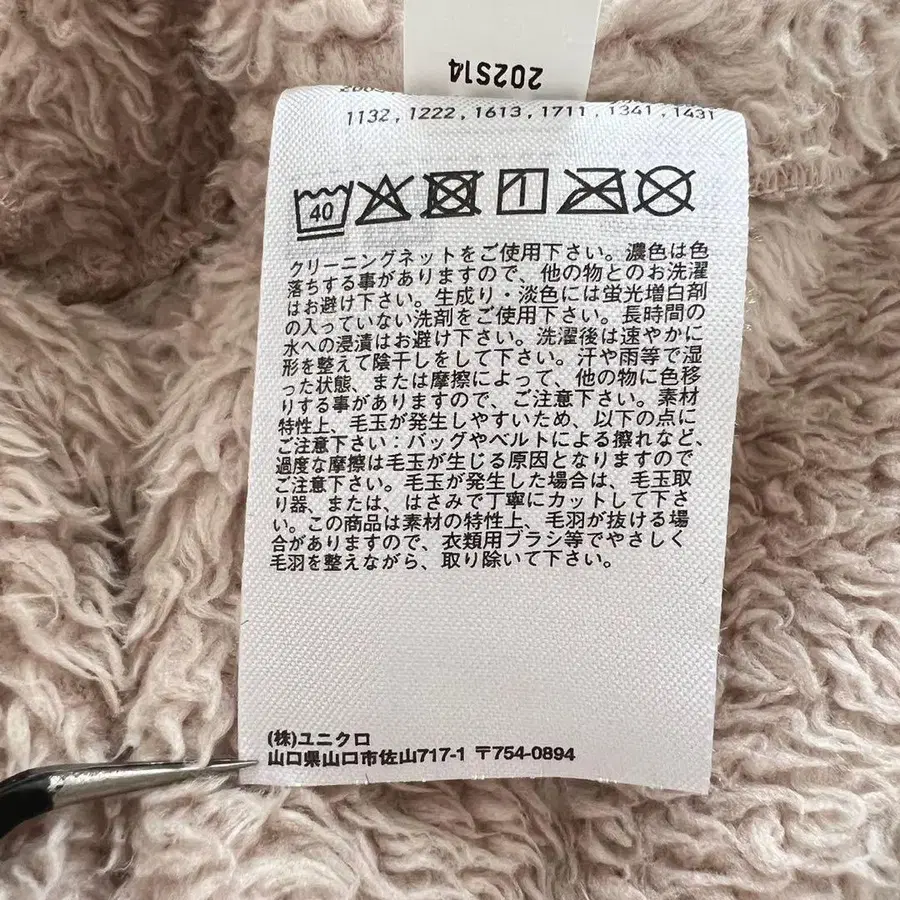 202S14
1132, 1222, 1613, 1711, 1341, 1431
40
クリーニングネットをご使用下さい。濃色は色
落ちする事がありますので、他の物とのお洗濯
はお避け下さい。生成り・淡色には蛍光増白剤
の入っていない洗剤をご使用下さい。長時間の
水への浸漬はお避け下さい。洗濯後は速やかに
形を整えて陰干しをして下さい。汗や雨等で湿
った状態、または摩擦によって、他の物に色移
りする事がありますので、ご注意下さい。素材
特性上、毛玉が発生しやすいため、以下の点に
ご注意下さい：バッグやベルトによる擦れなど、
過度な摩擦は毛玉が生じる原因となりますので
ご注意下さい。毛玉が発生した場合は、毛玉取
り器、または、はさみで丁寧にカットして下さ
い。この商品は素材の特性上、毛羽が抜ける場
合がありますので、衣類用ブラシ等でやさしく
毛羽を整えながら、取り除いて下さい。
(株)ユニクロ
山口県山口市佐山717-1 〒754-0894